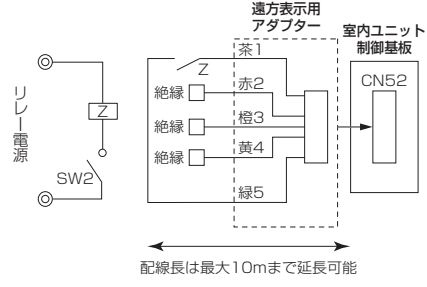 遠方表示用
アダプター
室内ユニット
制御基板
茶1
Z
CN52
赤2
絶縁
リレー電源
Z
橙3
絶縁
黄4
絶縁
SW2
緑5
配線長は最大10mまで延長可能